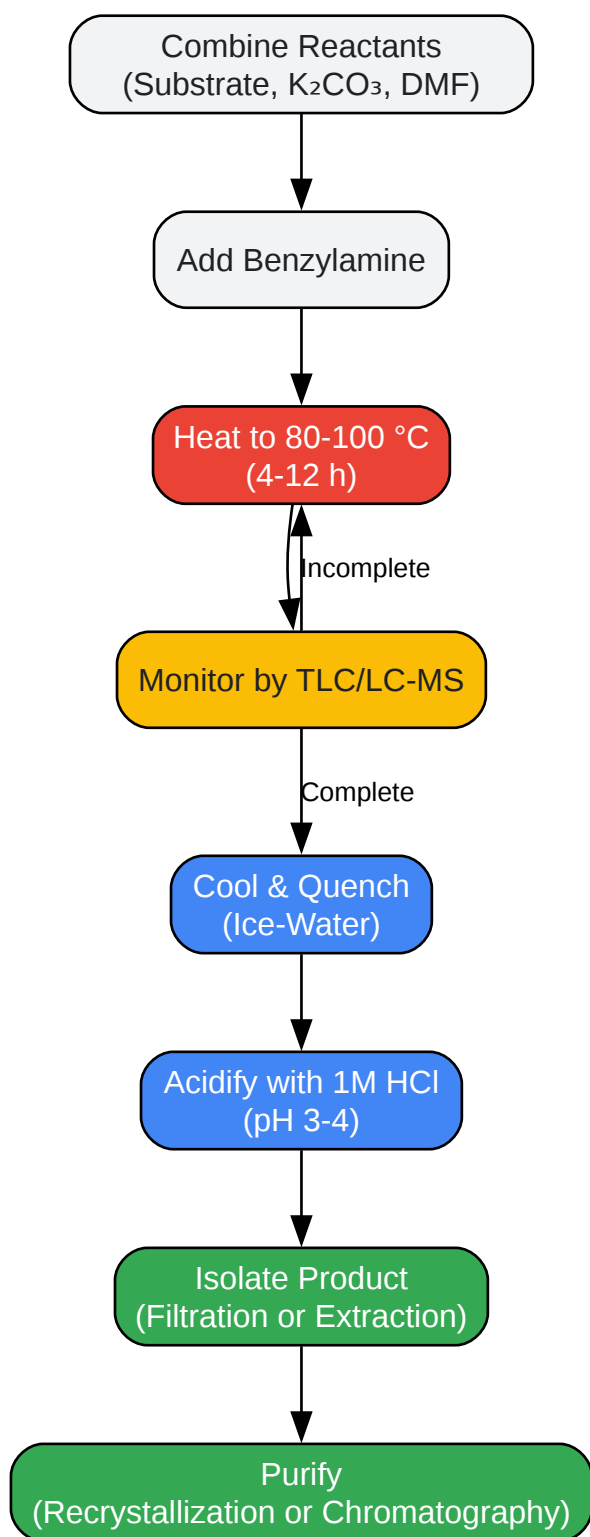 Combine Reactants
(Substrate, K₂CO₃, DMF)
Add Benzylamine
Heat to 80-100 °C
(4-12 h)
Incomplete
Monitor by TLC/LC-MS
Complete
Cool & Quench
(Ice-Water)
Acidify with 1M HCl
(pH 3-4)
Isolate Product
(Filtration or Extraction)
Purify
(Recrystallization or Chromatography)